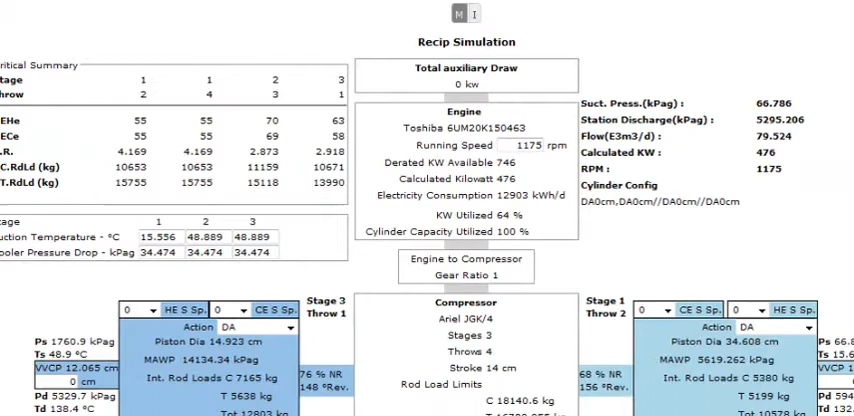 M I
Recip Simulation
ritical Summary
tage 1 1 2 3
hrow 2 4 3 1
EHe 55 55 70 63
ECe 55 55 69 58
.R. 4.169 4.169 2.873 2.918
C.RdLd (kg) 10653 10653 11159 10671
T.RdLd (kg) 15755 15755 15118 13990
tage 1 2 3
uction Temperature - °C 15.556 48.889 48.889
ooler Pressure Drop - kPag 34.474 34.474 34.474
Total auxiliary Draw
0 kw
Engine
Toshiba 6UM20K150463
Running Speed 1175 rpm
Derated KW Available 746
Calculated Kilowatt 476
Electricity Consumption 12903 kWh/d
KW Utilized 64 %
Cylinder Capacity Utilized 100 %
Engine to Compressor
Gear Ratio 1
Suct. Press.(kPag) : 66.786
Station Discharge(kPag) : 5295.206
Flow(E3m3/d) : 79.524
Calculated KW : 476
RPM : 1175
Cylinder Config
DA0cm,DA0cm//DA0cm//DA0cm
0 HE S Sp. 0 CE S Sp.
Action DA
Piston Dia 14.923 cm
MAWP 14134.34 kPag
Int. Rod Loads C 7165 kg
T 5638 kg
Tot 12803 kg
Ps 1760.9 kPag
Ts 48.9 °C
VVCP 12.065 cm
0 cm
Pd 5329.7 kPag
Td 138.4 °C
Stage 3
Throw 1
76 % NR
148 °Rev.
Compressor
Ariel JGK/4
Stages 3
Throws 4
Stroke 14 cm
Rod Load Limits
C 18140.6 kg
Stage 1
Throw 2
68 % NR
156 °Rev.
0 CE S Sp. 0 HE S Sp.
Action DA
Piston Dia 34.608 cm
MAWP 5619.262 kPag
Int. Rod Loads C 5380 kg
T 5199 kg
Tot 10578 kg
Ps 66.8
Ts 15.6
VVCP 1
Pd 594
Td 132.